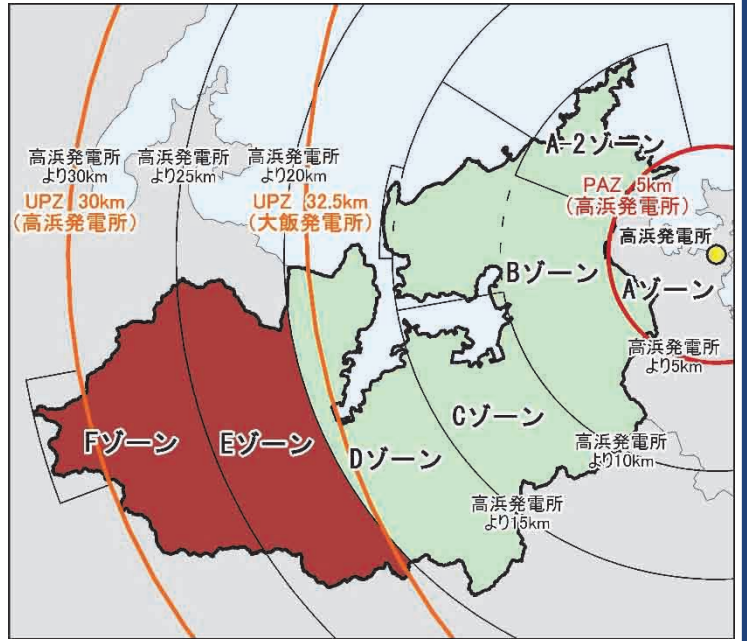 A-2ゾーン
高浜発電所
より30km
高浜発電所
より25km
高浜発電所
より20km
UPZ 30km
(高浜発電所)
UPZ 32.5km
(大飯発電所)
PAZ 5km
(高浜発電所)
高浜発電所
Bゾーン
Aゾーン
高浜発電所
より5km
Cゾーン
Fゾーン
Eゾーン
Dゾーン
高浜発電所
より10km
高浜発電所
より15km